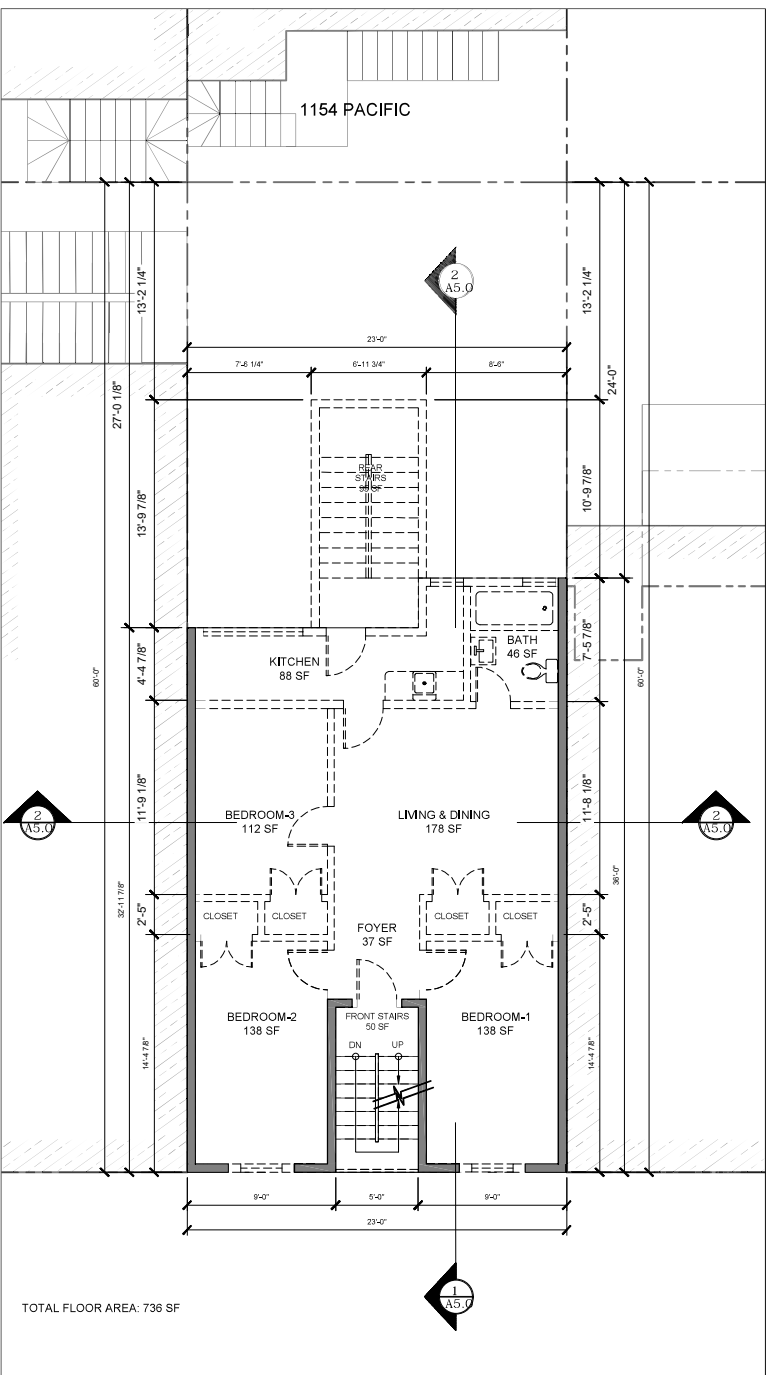 1154 PACIFIC
2
A5.0
13'-2 1/4"
13'-2 1/4"
23'-0"
7'-6 1/4"
6'-11 3/4"
8'-6"
24'-0"
27'-0 1/8"
REAR
STAIRS
13'-9 7/8"
10'-9 7/8"
BATH
46 SF
KITCHEN
88 SF
4'-4 7/8"
7'-5 7/8"
60'-0"
60'-0"
2
A5.0
11'-9 1/8"
BEDROOM-3
112 SF
LIVING & DINING
178 SF
11'-8 1/8"
2
A5.0
32'-11 7/8"
36'-0"
2'-5"
CLOSET
CLOSET
CLOSET
CLOSET
2'-5"
FOYER
37 SF
BEDROOM-2
138 SF
FRONT STAIRS
50 SF
BEDROOM-1
138 SF
DN
UP
14'-4 7/8"
14'-4 7/8"
9'-0"
5'-0"
9'-0"
23'-0"
1
A5.0
TOTAL FLOOR AREA: 736 SF